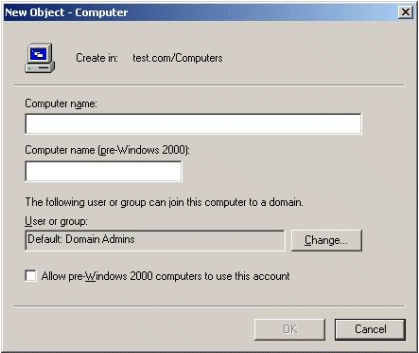 New Object - Computer
Create in: test.com/Computers
Computer name:
Computer name (pre-Windows 2000):
The following user or group can join this computer to a domain.
User or group:
Default: Domain Admins
Change...
Allow pre-Windows 2000 computers to use this account
OK
Cancel